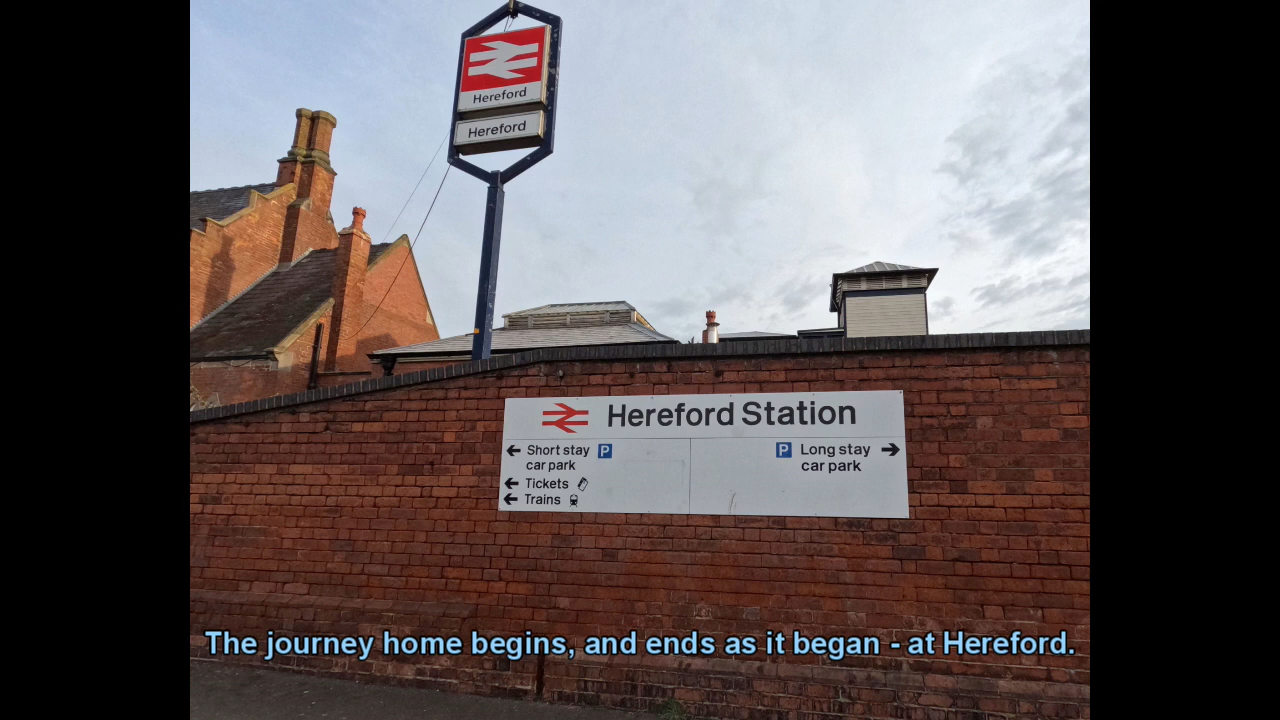 Hereford
Hereford
Hereford Station
Short stay P
car park
Tickets
Trains
P Long stay
car park
The journey home begins, and ends as it began - at Hereford.